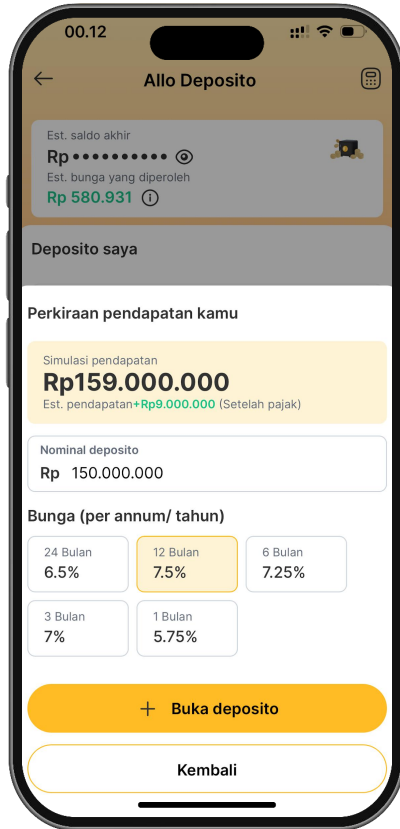 00.12
Allo Deposito
Est. saldo akhir
Rp ••••••••••
Est. bunga yang diperoleh
Rp 580.931
Deposito saya
Perkiraan pendapatan kamu
Simulasi pendapatan
Rp159.000.000
Est. pendapatan+Rp9.000.000 (Setelah pajak)
Nominal deposito
Rp 150.000.000
Bunga (per annum/ tahun)
24 Bulan
6.5%
12 Bulan
7.5%
6 Bulan
7.25%
3 Bulan
7%
1 Bulan
5.75%
+ Buka deposito
Kembali